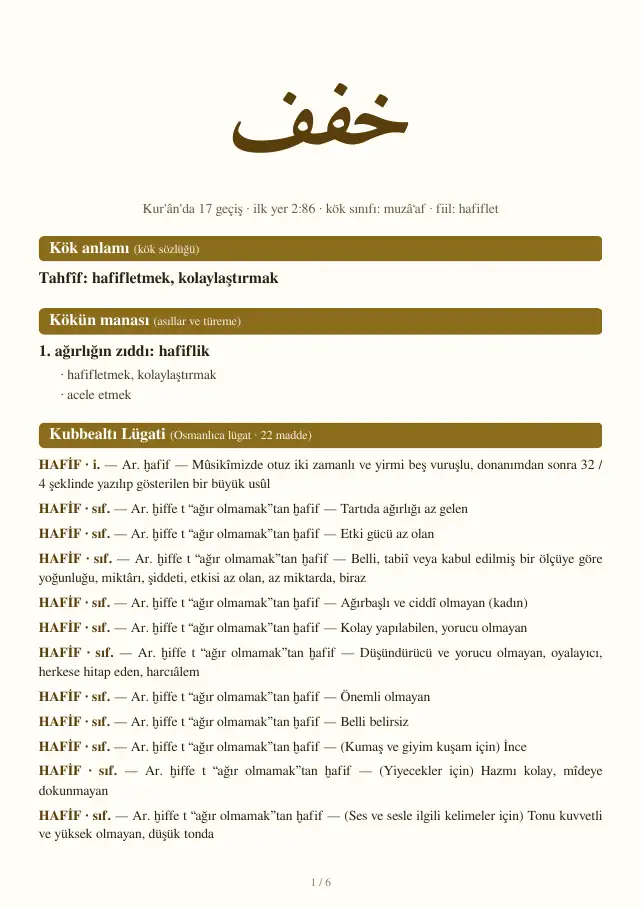 خفف
Kur'ân'da 17 geçiş · ilk yer 2:86 · kök sınıfı: muzâ'af · fiil: hafiflet
Kök anlamı (kök sözlüğü)
Tahfîf: hafifletmek, kolaylaştırmak
Kökün manası (asıllar ve türeme)
1. ağırlığın zıddı: hafiflik
· hafifletmek, kolaylaştırmak
· acele etmek
Kubbealtı Lügati (Osmanlıca lügat · 22 madde)
HAFİF · i. — Ar. ḫafіf — Mûsikîmizde otuz iki zamanlı ve yirmi beş vuruşlu, donanımdan sonra 32 /
4 şeklinde yazılıp gösterilen bir büyük usûl
HAFİF · sıf. — Ar. ḫiffe t “ağır olmamak”tan ḫafif — Tartıda ağırlığı az gelen
HAFİF · sıf. — Ar. ḫiffe t “ağır olmamak”tan ḫafif — Etki gücü az olan
HAFİF · sıf. — Ar. ḫiffe t “ağır olmamak”tan ḫafif — Belli, tabiî veya kabul edilmiş bir ölçüye göre
yoğunluğu, miktârı, şiddeti, etkisi az olan, az miktarda, biraz
HAFİF · sıf. — Ar. ḫiffe t “ağır olmamak”tan ḫafif — Ağırbaşlı ve ciddî olmayan (kadın)
HAFİF · sıf. — Ar. ḫiffe t “ağır olmamak”tan ḫafif — Kolay yapılabilen, yorucu olmayan
HAFİF · sıf. — Ar. ḫiffe t “ağır olmamak”tan ḫafif — Düşündürücü ve yorucu olmayan, oyalayıcı,
herkese hitap eden, harcıâlem
HAFİF · sıf. — Ar. ḫiffe t “ağır olmamak”tan ḫafif — Önemli olmayan
HAFİF · sıf. — Ar. ḫiffe t “ağır olmamak”tan ḫafif — Belli belirsiz
HAFİF · sıf. — Ar. ḫiffe t “ağır olmamak”tan ḫafif — (Kumaş ve giyim kuşam için) İnce
HAFİF · sıf. — Ar. ḫiffe t “ağır olmamak”tan ḫafif — (Yiyecekler için) Hazmı kolay, mîdeye
dokunmayan
HAFİF · sıf. — Ar. ḫiffe t “ağır olmamak”tan ḫafif — (Ses ve sesle ilgili kelimeler için) Tonu kuvvetli
ve yüksek olmayan, düşük tonda
1 / 6